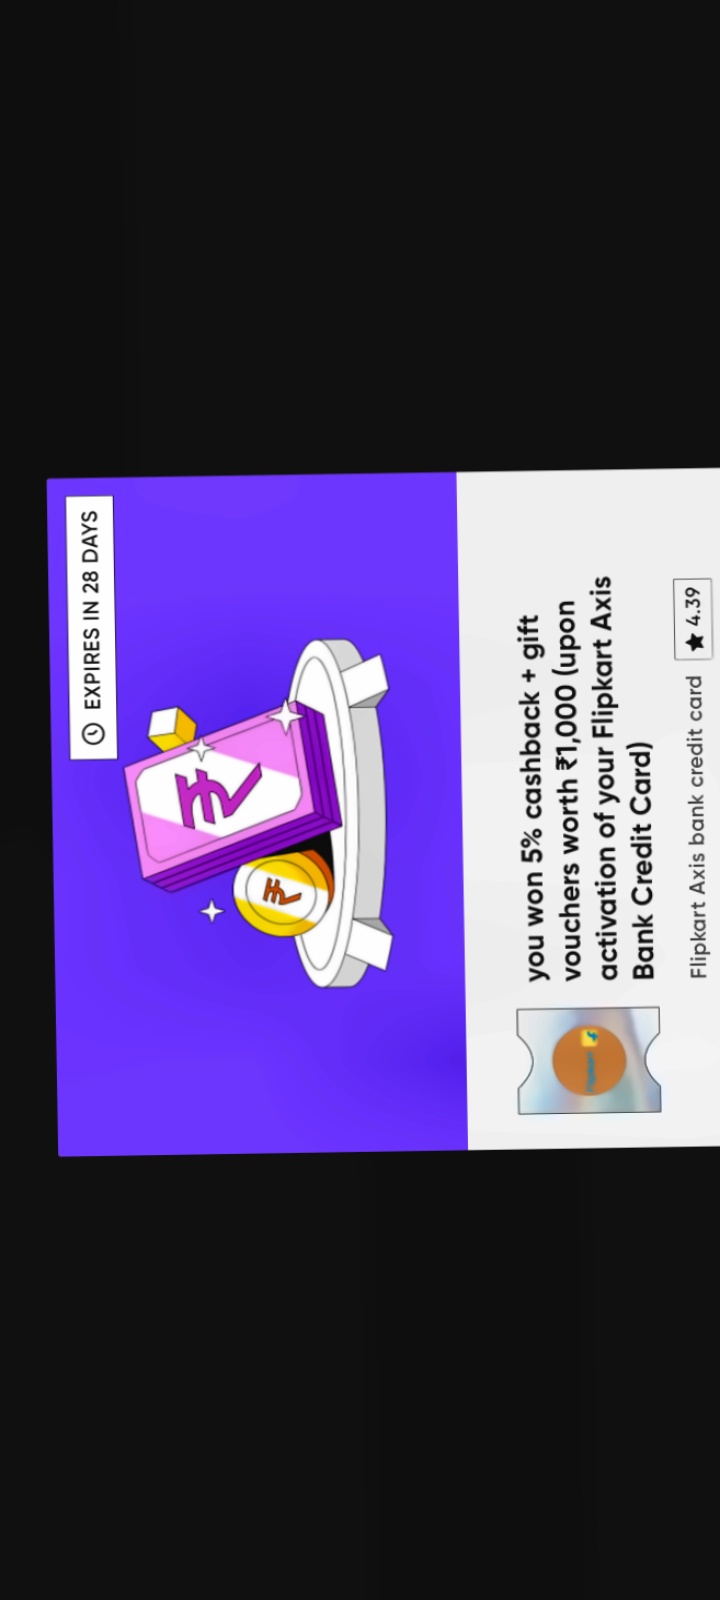 EXPIRES IN 28 DAYS
₹
₹
you won 5% cashback + gift
vouchers worth ₹1,000 (upon
activation of your Flipkart Axis
Bank Credit Card)
Flipkart
Flipkart Axis bank credit card ★ 4.39